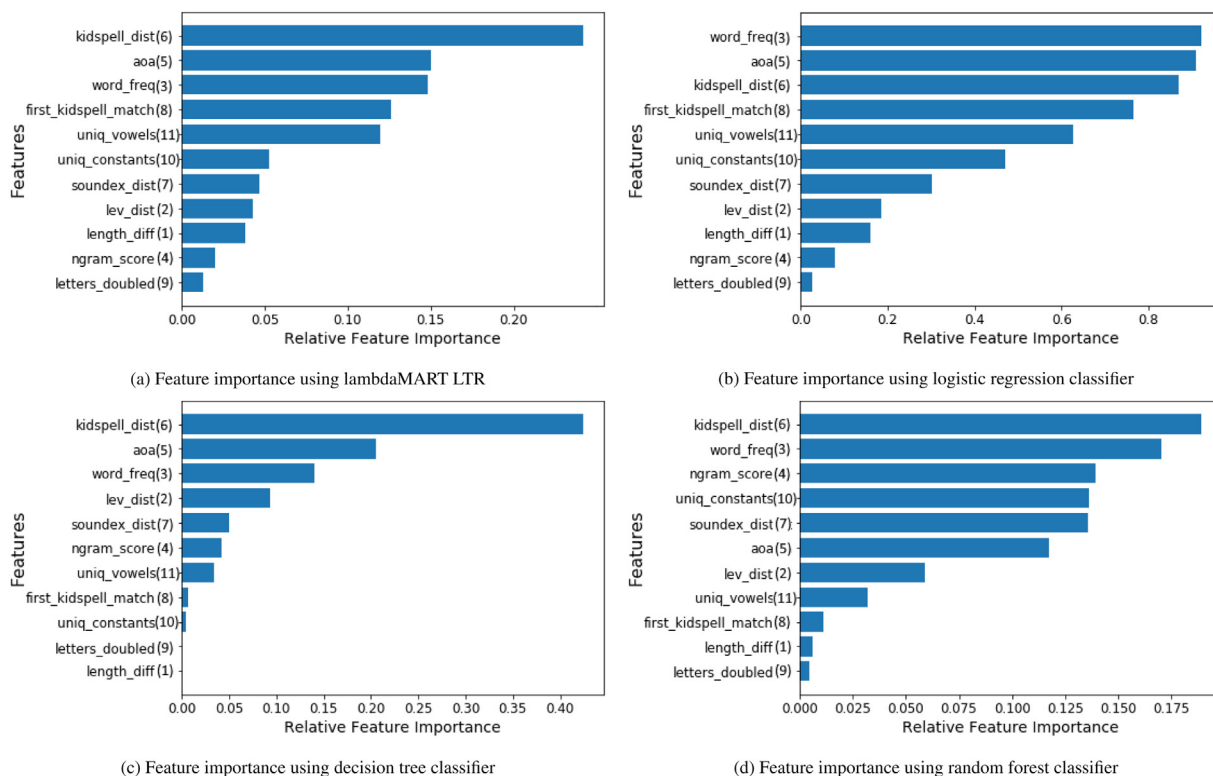 kidspell_dist(6)
aoa(5)
word_freq(3)
first_kidspell_match(8)
uniq_vowels(11)
uniq_constants(10)
soundex_dist(7)
lev_dist(2)
length_diff(1)
ngram_score(4)
letters_doubled(9)
Features
0.00 0.05 0.10 0.15 0.20
Relative Feature Importance
(a) Feature importance using lambdaMART LTR
word_freq(3)
aoa(5)
kidspell_dist(6)
first_kidspell_match(8)
uniq_vowels(11)
uniq_constants(10)
soundex_dist(7)
lev_dist(2)
length_diff(1)
ngram_score(4)
letters_doubled(9)
Features
0.0 0.2 0.4 0.6 0.8
Relative Feature Importance
(b) Feature importance using logistic regression classifier
kidspell_dist(6)
aoa(5)
word_freq(3)
lev_dist(2)
soundex_dist(7)
ngram_score(4)
uniq_vowels(11)
first_kidspell_match(8)
uniq_constants(10)
letters_doubled(9)
length_diff(1)
Features
0.00 0.05 0.10 0.15 0.20 0.25 0.30 0.35 0.40
Relative Feature Importance
(c) Feature importance using decision tree classifier
kidspell_dist(6)
word_freq(3)
ngram_score(4)
uniq_constants(10)
soundex_dist(7)
aoa(5)
lev_dist(2)
uniq_vowels(11)
first_kidspell_match(8)
length_diff(1)
letters_doubled(9)
Features
0.000 0.025 0.050 0.075 0.100 0.125 0.150 0.175
Relative Feature Importance
(d) Feature importance using random forest classifier